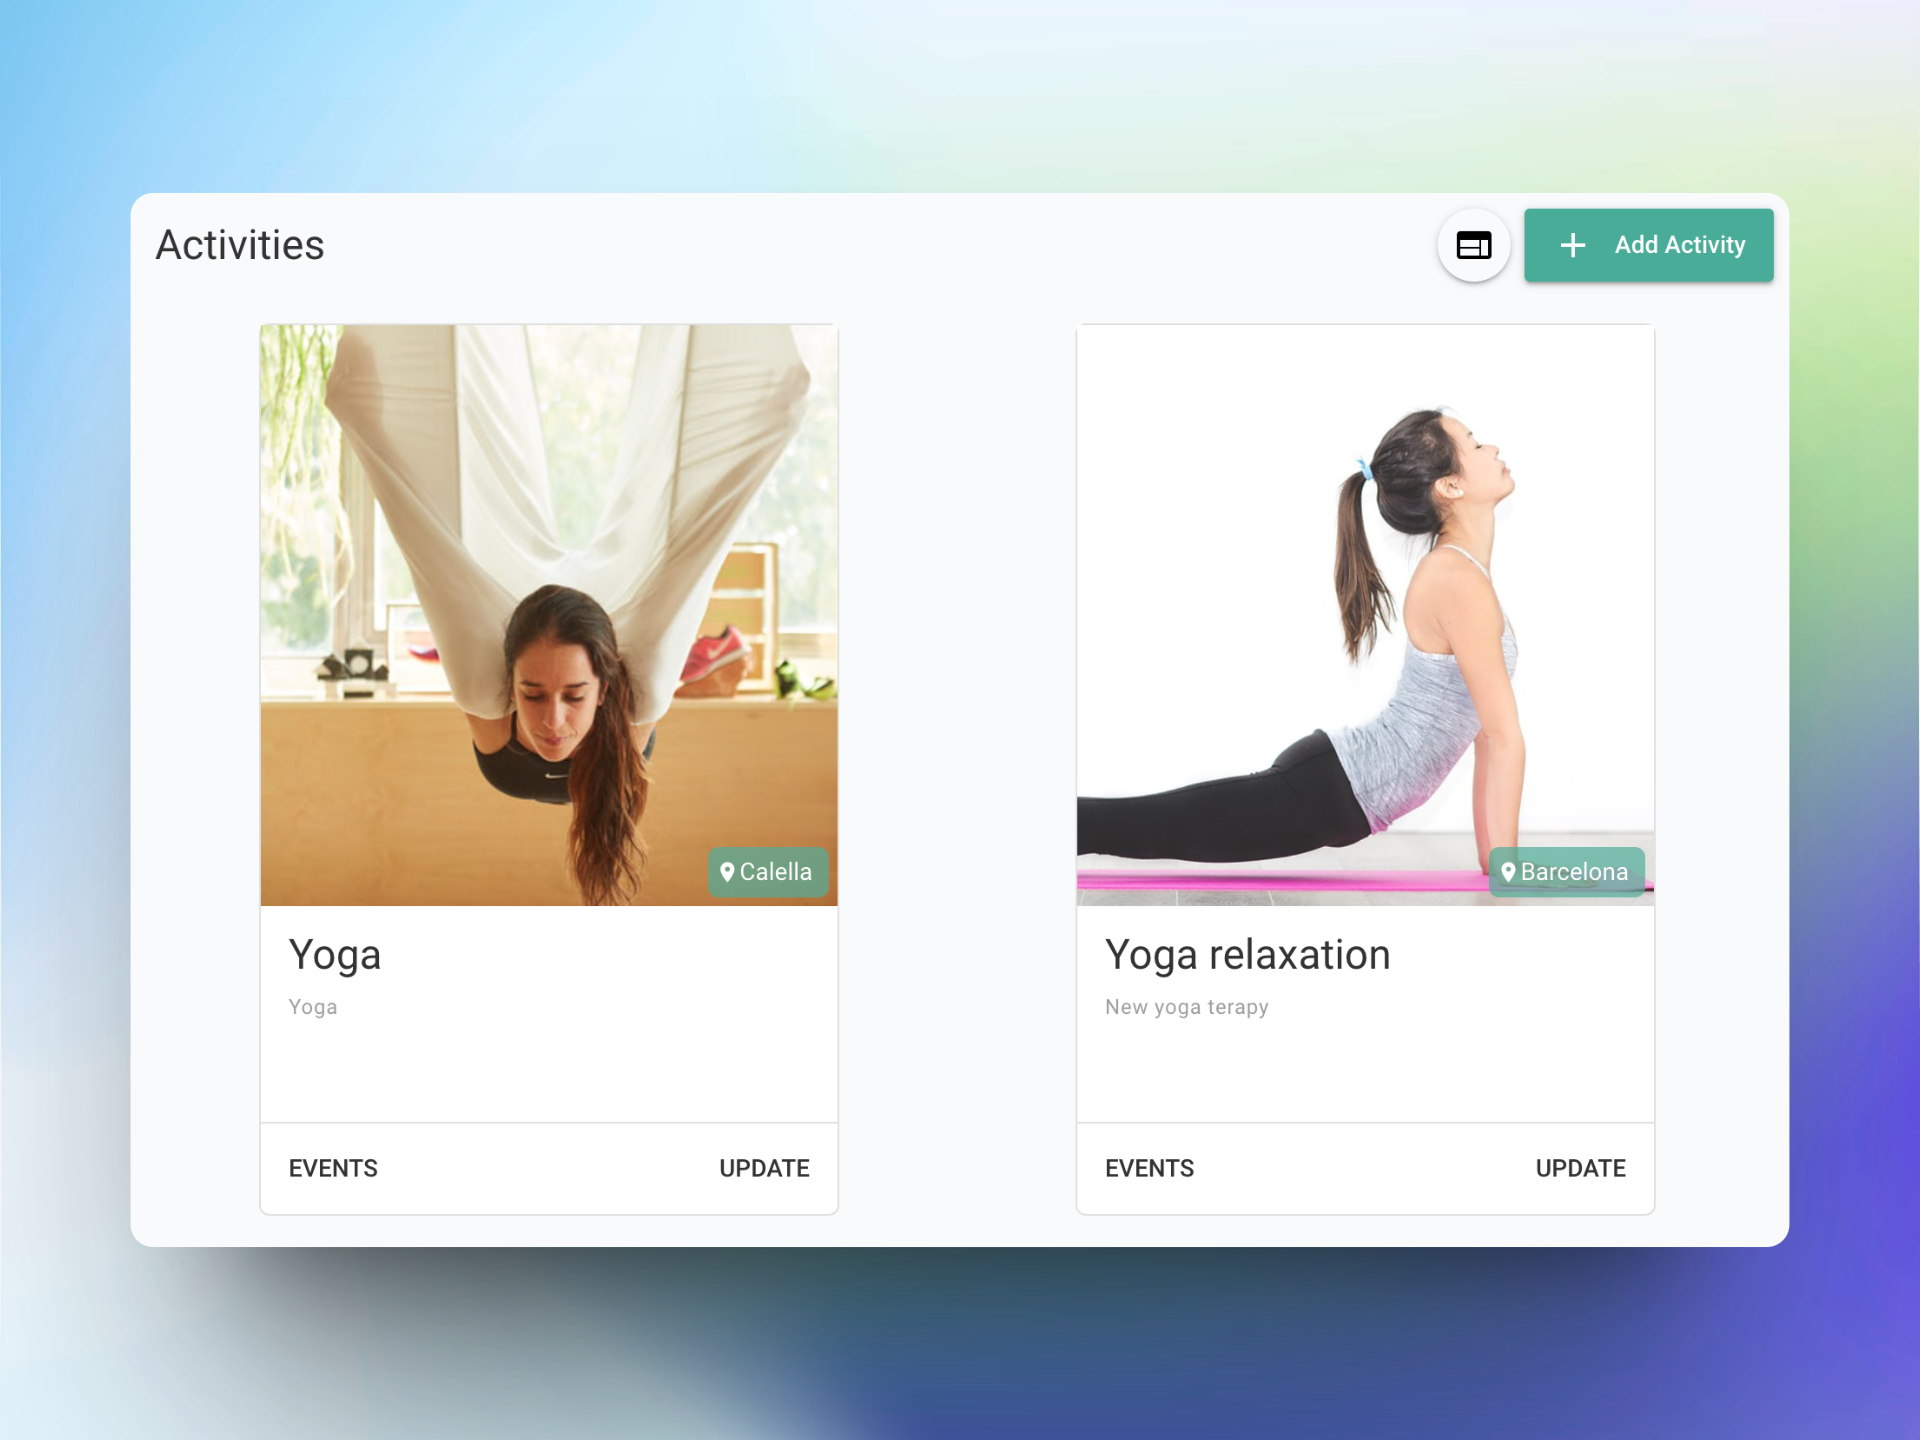 Activities
Add Activity
Calella
Barcelona
Yoga
Yoga
Yoga relaxation
New yoga terapy
EVENTS
UPDATE
EVENTS
UPDATE